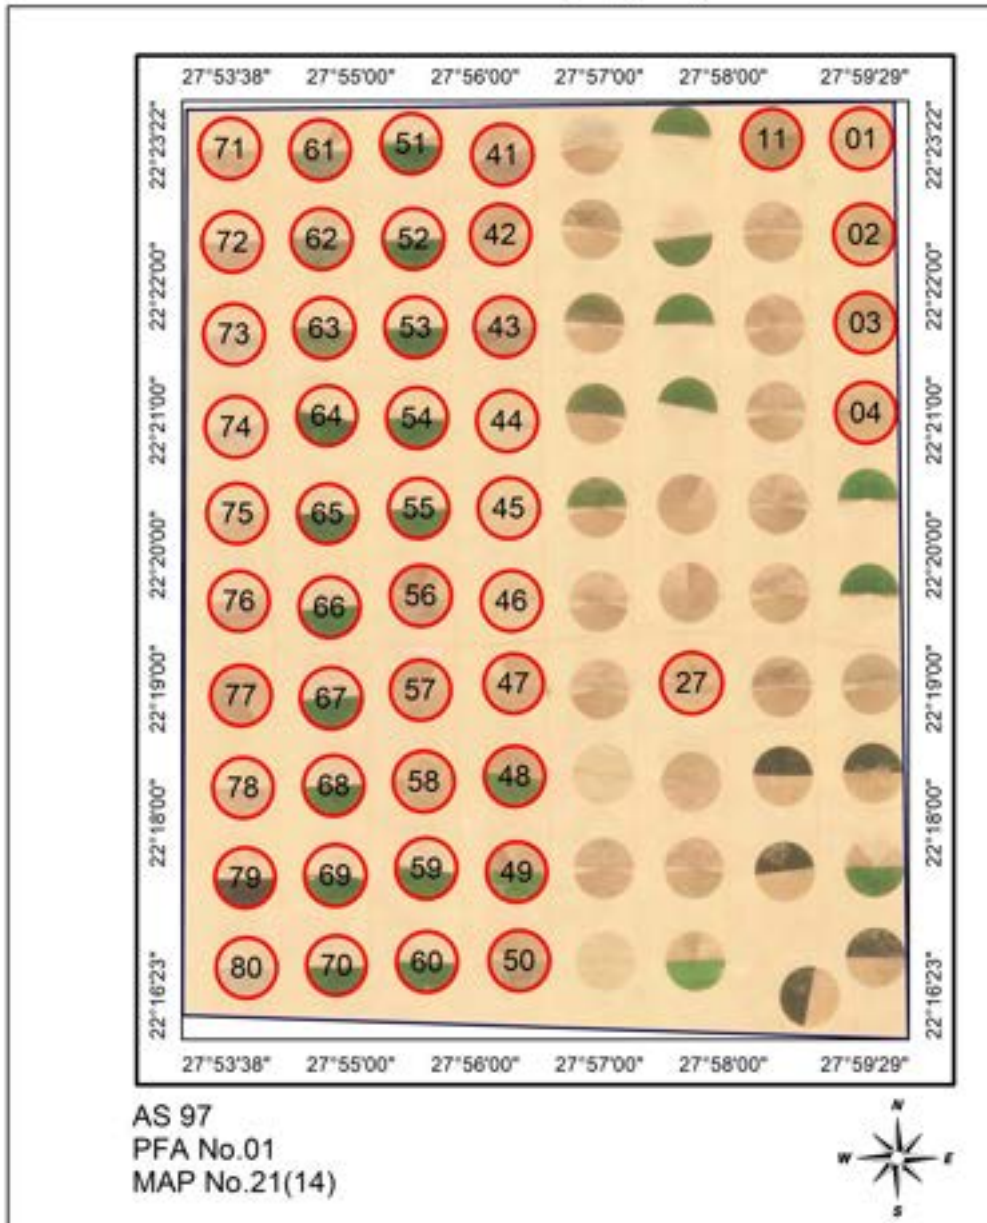 27°53'38" 27°55'00" 27°56'00" 27°57'00" 27°58'00" 27°59'29"
22°23'22" 22°23'22"
71 61 51 41 11 01
72 62 52 42 02
22°22'00" 22°22'00"
73 63 53 43 03
74 64 54 44 04
22°21'00" 22°21'00"
75 65 55 45
22°20'00" 22°20'00"
76 66 56 46
77 67 57 47 27
22°19'00" 22°19'00"
78 68 58 48
22°18'00" 22°18'00"
79 69 59 49
80 70 60 50
22°16'23" 22°16'23"
27°53'38" 27°55'00" 27°56'00" 27°57'00" 27°58'00" 27°59'29"
AS 97
PFA No.01
MAP No.21(14)
N
W E
S